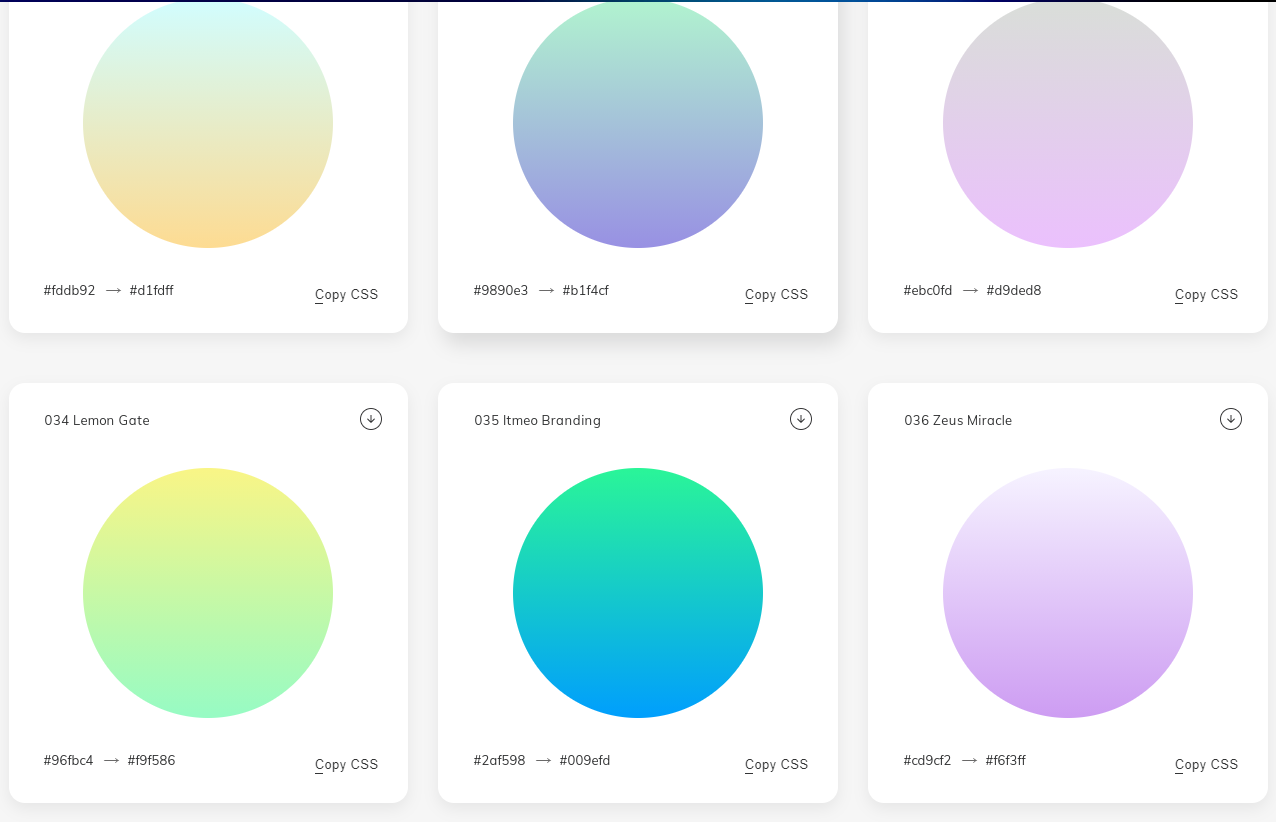 #fddb92 → #d1fdff
Copy CSS
#9890e3 → #b1f4cf
Copy CSS
#ebc0fd → #d9ded8
Copy CSS
034 Lemon Gate
035 Itmeo Branding
036 Zeus Miracle
#96fbc4 → #f9f586
Copy CSS
#2af598 → #009efd
Copy CSS
#cd9cf2 → #f6f3ff
Copy CSS